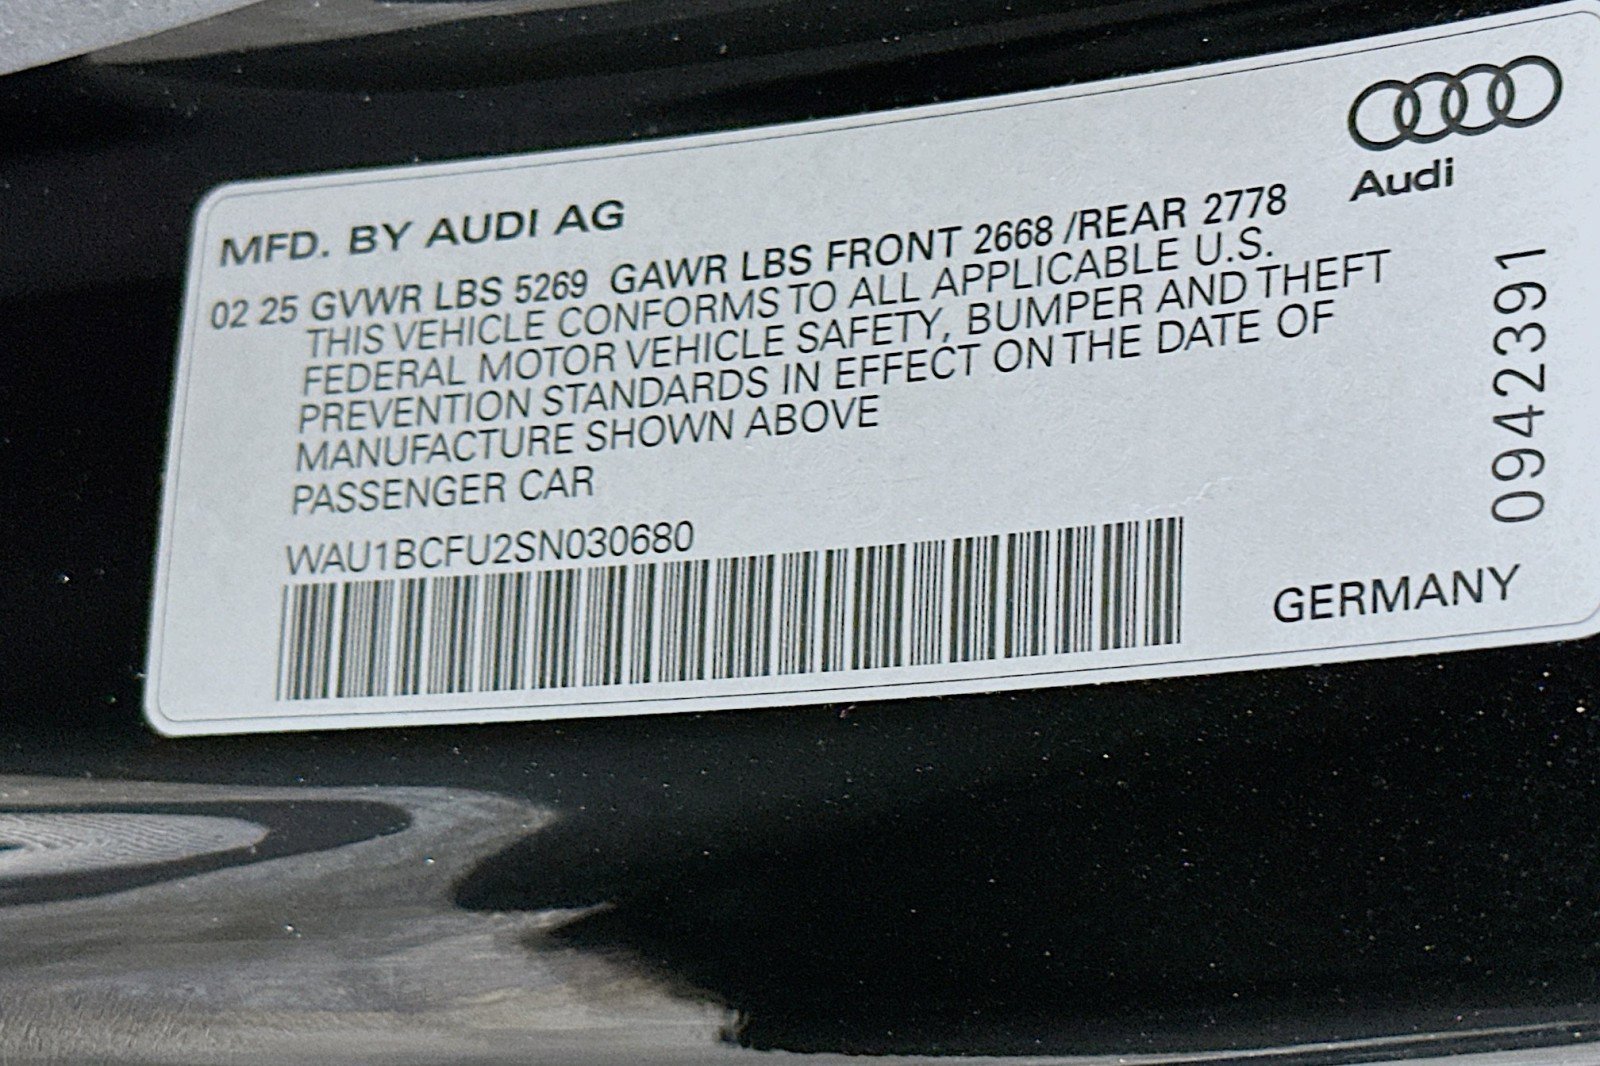 Audi
MFD. BY AUDI AG
02 25 GVWR LBS 5269 GAWR LBS FRONT 2668 /REAR 2778
THIS VEHICLE CONFORMS TO ALL APPLICABLE U.S.
FEDERAL MOTOR VEHICLE SAFETY, BUMPER AND THEFT
PREVENTION STANDARDS IN EFFECT ON THE DATE OF
MANUFACTURE SHOWN ABOVE
PASSENGER CAR
WAU1BCFU2SN030680
GERMANY
0942391